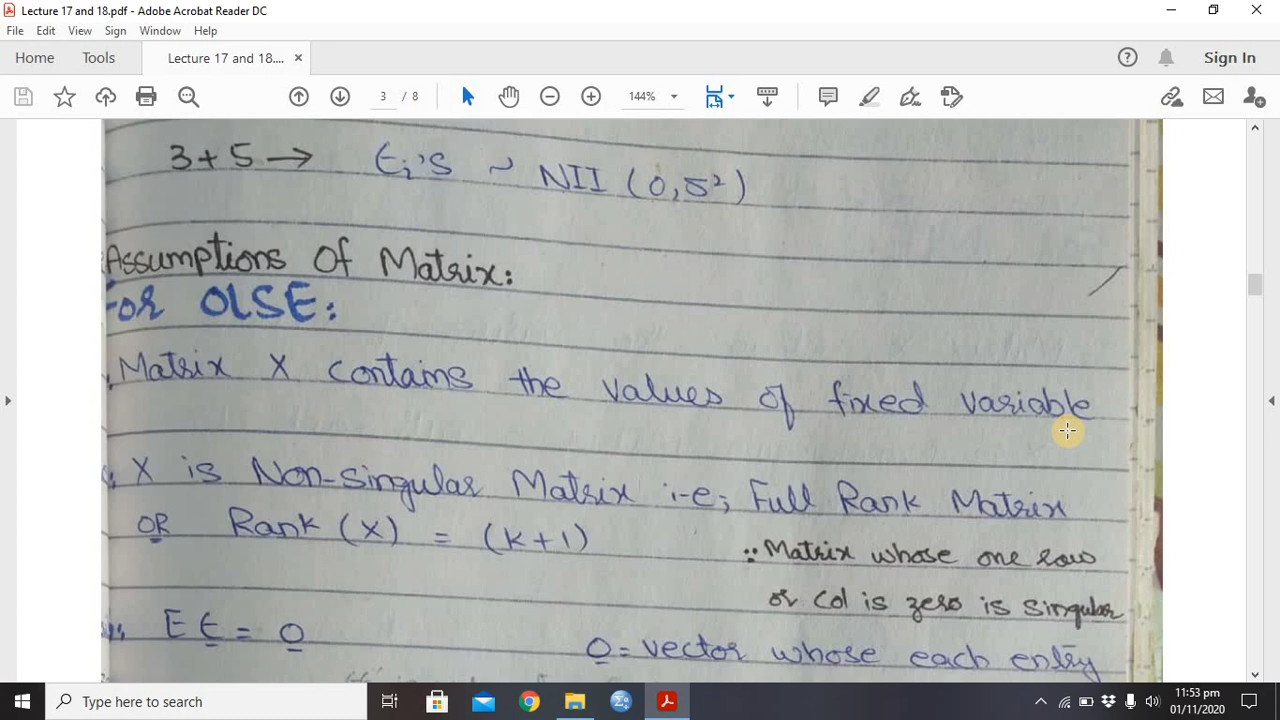 Lecture 17 and 18.pdf - Adobe Acrobat Reader DC
File Edit View Sign Window Help
Home Tools Lecture 17 and 18.... × Sign In
3 / 8 144%
3+5 → Ei's ~ NII (0, σ²)
Assumptions Of Matrix:
For OLSE:
Matrix X contains the values of fixed variable
X is Non-singular Matrix i-e; Full Rank Matrix
OR Rank (X) = (K+1)
∵ Matrix whose one row
or Col is zero is singular
E ∈ = 0
0 = vector whose each entry
Type here to search
11:53 pm
01/11/2020